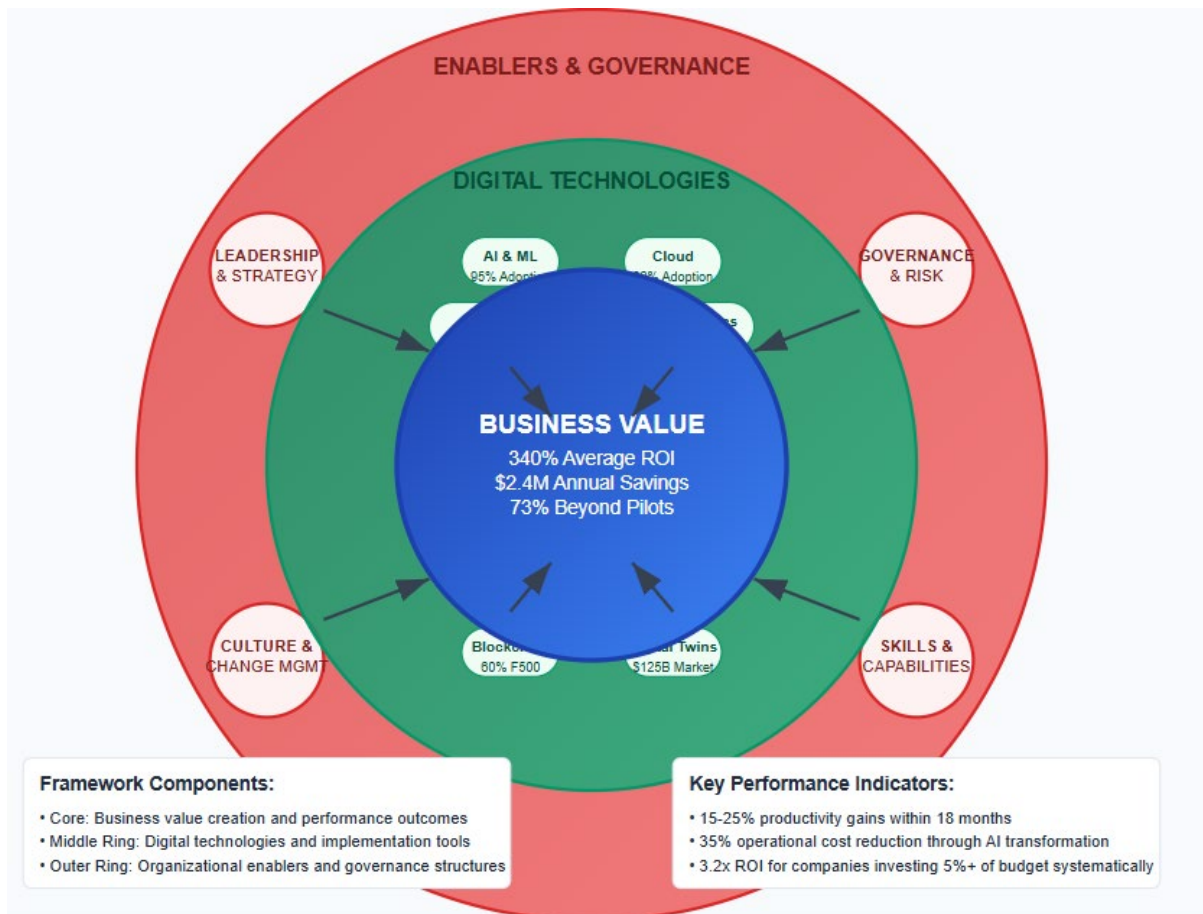 ENABLERS & GOVERNANCE
DIGITAL TECHNOLOGIES
LEADERSHIP
& STRATEGY
AI & ML
95% Adoption
Cloud
Adoption
GOVERNANCE
& RISK
BUSINESS VALUE
340% Average ROI
$2.4M Annual Savings
73% Beyond Pilots
CULTURE &
CHANGE MGMT
60% F500
Twins
$125B Market
SKILLS &
CAPABILITIES
Framework Components:
• Core: Business value creation and performance outcomes
• Middle Ring: Digital technologies and implementation tools
• Outer Ring: Organizational enablers and governance structures
Key Performance Indicators:
• 15-25% productivity gains within 18 months
• 35% operational cost reduction through AI transformation
• 3.2x ROI for companies investing 5%+ of budget systematically